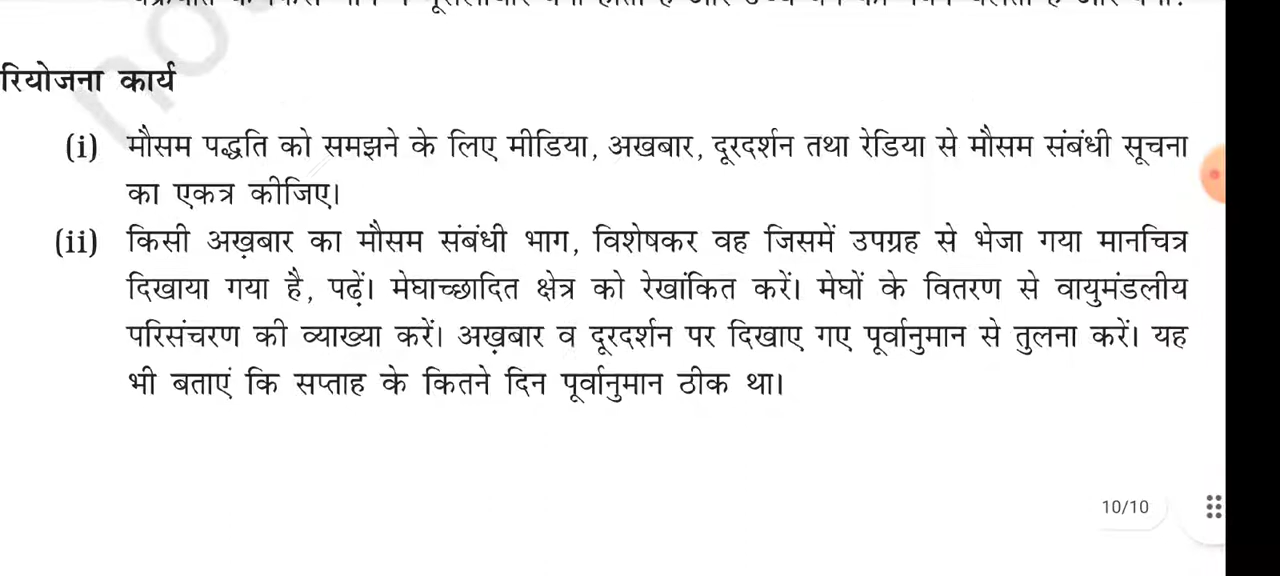 रियोजना कार्य
(i) मौसम पद्धति को समझने के लिए मीडिया, अखबार, दूरदर्शन तथा रेडिया से मौसम संबंधी सूचना
का एकत्र कीजिए।
(ii) किसी अख़बार का मौसम संबंधी भाग, विशेषकर वह जिसमें उपग्रह से भेजा गया मानचित्र
दिखाया गया है, पढ़ें। मेघाच्छादित क्षेत्र को रेखांकित करें। मेघों के वितरण से वायुमंडलीय
परिसंचरण की व्याख्या करें। अख़बार व दूरदर्शन पर दिखाए गए पूर्वानुमान से तुलना करें। यह
भी बताएं कि सप्ताह के कितने दिन पूर्वानुमान ठीक था।
10/10